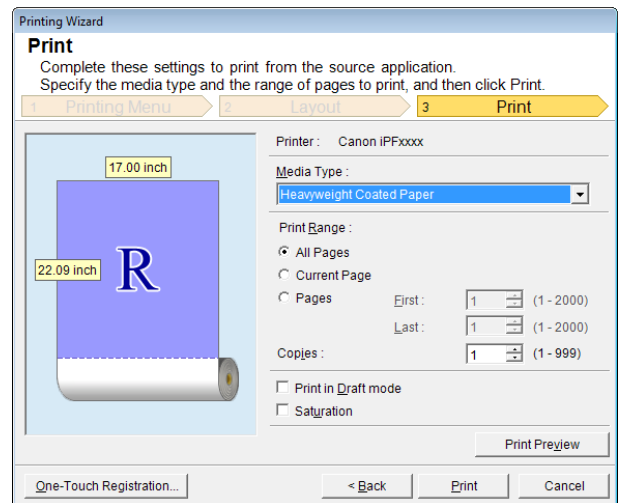 Printing Wizard
Print
Complete these settings to print from the source application.
Specify the media type and the range of pages to print, and then click Print.
1 Printing Menu 2 Layout 3 Print
Printer : Canon iPFxxxx
17.00 inch
Media Type :
Heavyweight Coated Paper
Print Range :
All Pages
22.09 inch
R
Current Page
Pages First : 1 (1 - 2000)
Last : 1 (1 - 2000)
Copies : 1 (1 - 999)
Print in Draft mode
Saturation
Print Preview
One-Touch Registration... < Back Print Cancel